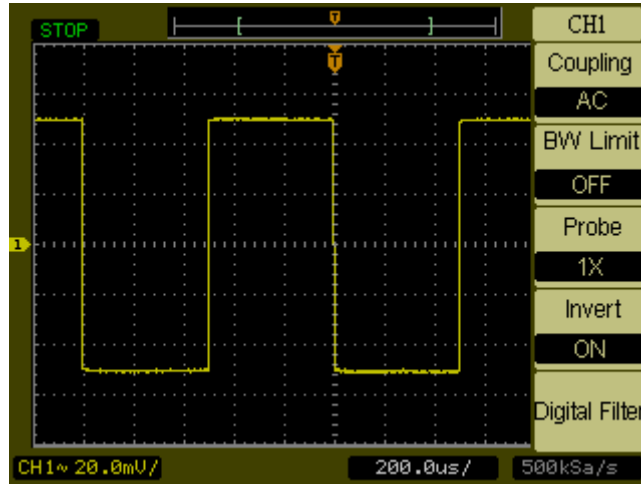 STOP
T
CH1
T
Coupling
AC
BW Limit
OFF
Probe
1
1X
Invert
ON
Digital Filter
CH1~ 20.0mV/ 200.0us/ 500kSa/s